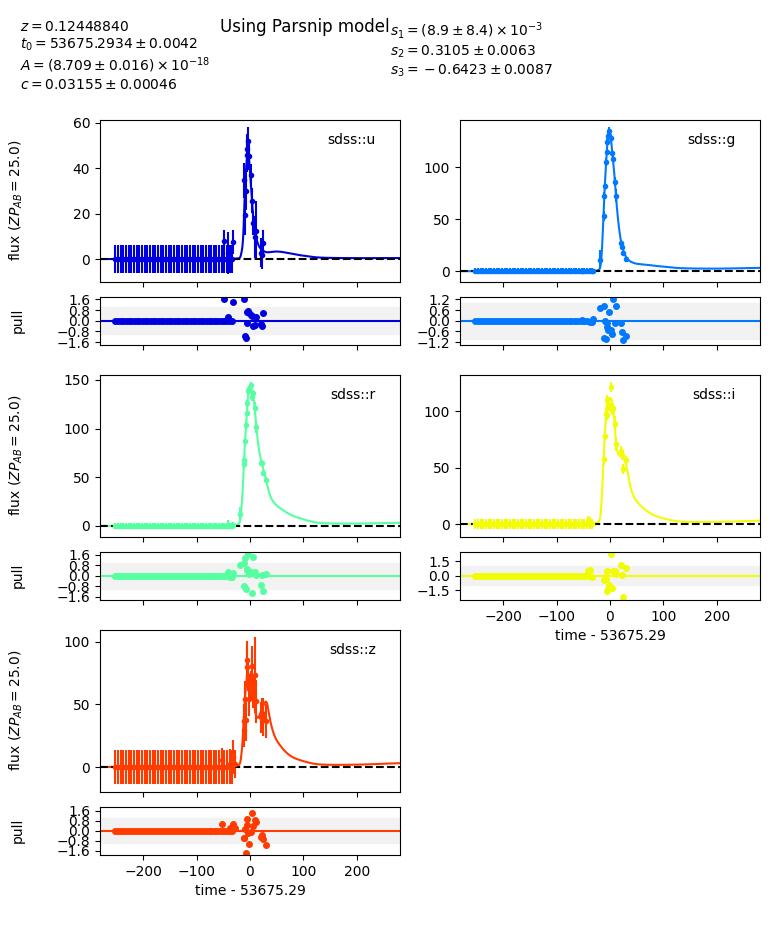 Using Parsnip model
z = 0.12448840
t0 = 53675.2934 ± 0.0042
A = (8.709 ± 0.016) × 10^−18
c = 0.03155 ± 0.00046
s1 = (8.9 ± 8.4) × 10^−3
s2 = 0.3105 ± 0.0063
s3 = −0.6423 ± 0.0087
flux (ZP_AB = 25.0)
60
40
20
0
sdss::u
100
50
0
sdss::g
pull
1.6
0.8
0.0
−0.8
−1.6
1.2
0.6
0.0
−0.6
−1.2
flux (ZP_AB = 25.0)
150
100
50
0
sdss::r
100
50
0
sdss::i
pull
1.6
0.8
0.0
−0.8
−1.6
1.5
0.0
−1.5
−200 −100 0 100 200
time - 53675.29
flux (ZP_AB = 25.0)
100
50
0
sdss::z
pull
1.6
0.8
0.0
−0.8
−1.6
−200 −100 0 100 200
time - 53675.29